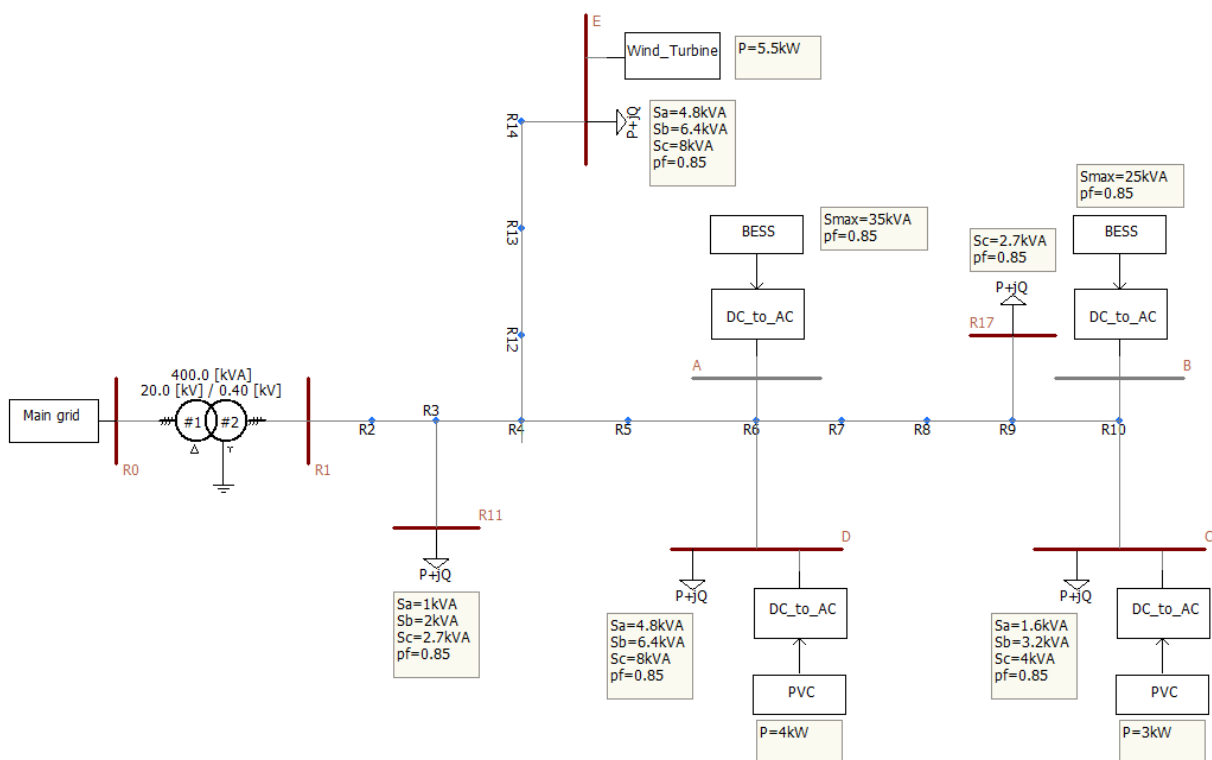 E
Wind_Turbine
P=5.5kW
R14
P+jQ
Sa=4.8kVA
Sb=6.4kVA
Sc=8kVA
pf=0.85
Smax=25kVA
pf=0.85
R13
BESS
Smax=35kVA
pf=0.85
Sc=2.7kVA
pf=0.85
BESS
P+jQ
DC_to_AC
DC_to_AC
R12
R17
A
B
400.0 [kVA]
20.0 [kV] / 0.40 [kV]
Main grid
#1
#2
Δ
Y
R0
R1
R2
R3
R4
R5
R6
R7
R8
R9
R10
R11
P+jQ
Sa=1kVA
Sb=2kVA
Sc=2.7kVA
pf=0.85
D
P+jQ
DC_to_AC
Sa=4.8kVA
Sb=6.4kVA
Sc=8kVA
pf=0.85
PVC
P=4kW
C
P+jQ
DC_to_AC
Sa=1.6kVA
Sb=3.2kVA
Sc=4kVA
pf=0.85
PVC
P=3kW